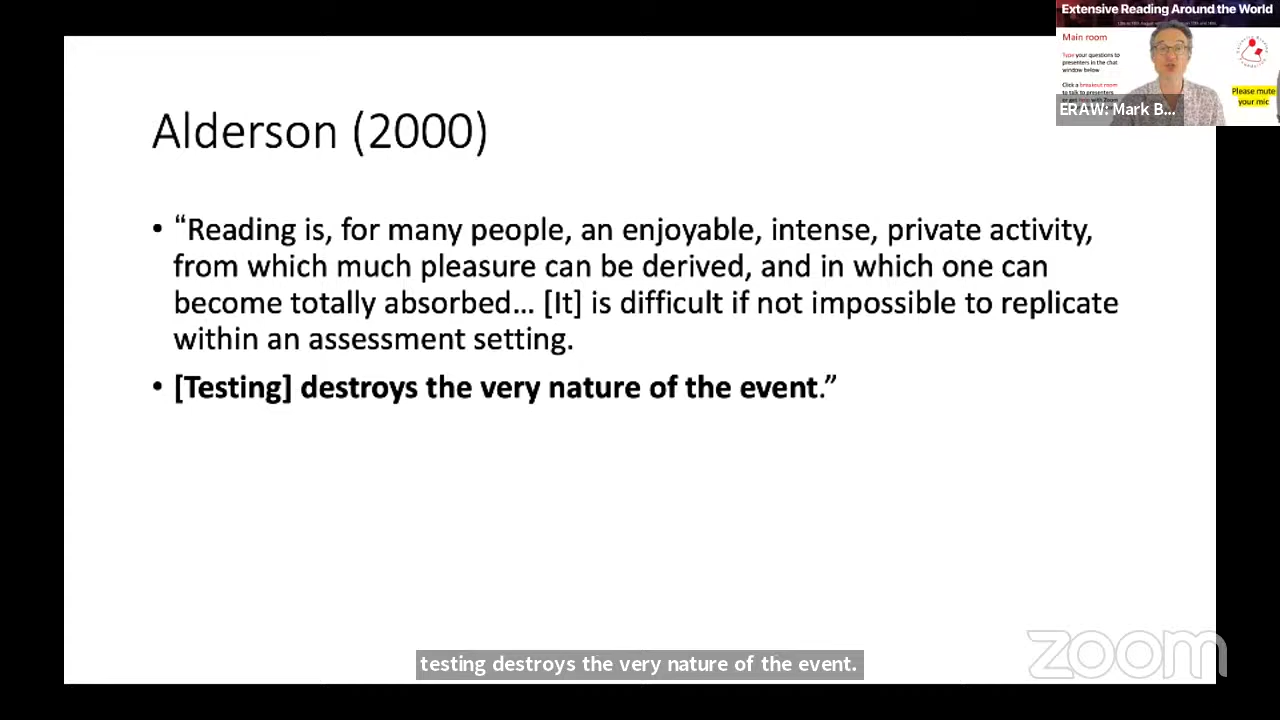 Extensive Reading Around the World
Main room
Type your questions to
presenters in the chat
window below
Click a breakout room
to talk to presenters
Please mute
your mic
ERAW: Mark B...
Alderson (2000)
• “Reading is, for many people, an enjoyable, intense, private activity,
from which much pleasure can be derived, and in which one can
become totally absorbed… [It] is difficult if not impossible to replicate
within an assessment setting.
• [Testing] destroys the very nature of the event.”
testing destroys the very nature of the event.
zoom